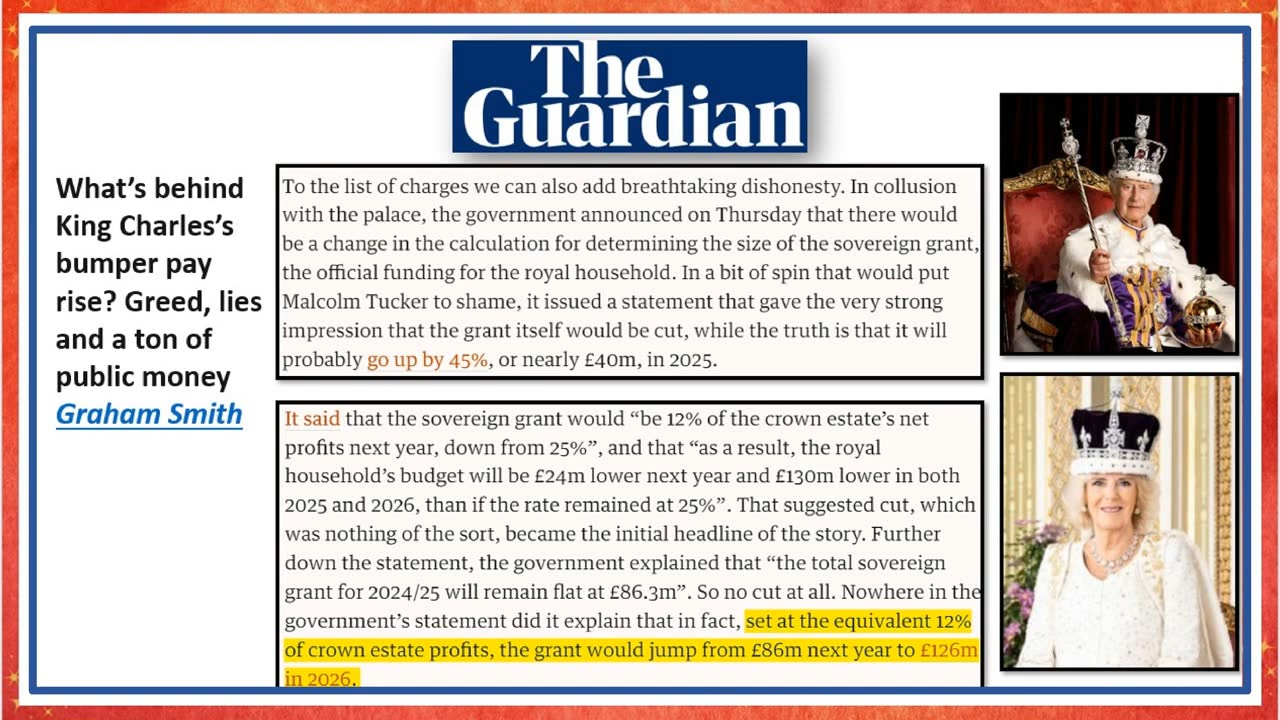 The
Guardian
What's behind
King Charles's
bumper pay
rise? Greed, lies
and a ton of
public money
Graham Smith
To the list of charges we can also add breathtaking dishonesty. In collusion
with the palace, the government announced on Thursday that there would
be a change in the calculation for determining the size of the sovereign grant,
the official funding for the royal household. In a bit of spin that would put
Malcolm Tucker to shame, it issued a statement that gave the very strong
impression that the grant itself would be cut, while the truth is that it will
probably go up by 45%, or nearly £40m, in 2025.
It said that the sovereign grant would “be 12% of the crown estate’s net
profits next year, down from 25%”, and that “as a result, the royal
household’s budget will be £24m lower next year and £130m lower in both
2025 and 2026, than if the rate remained at 25%”. That suggested cut, which
was nothing of the sort, became the initial headline of the story. Further
down the statement, the government explained that “the total sovereign
grant for 2024/25 will remain flat at £86.3m”. So no cut at all. Nowhere in the
government’s statement did it explain that in fact, set at the equivalent 12%
of crown estate profits, the grant would jump from £86m next year to £126m
in 2026.